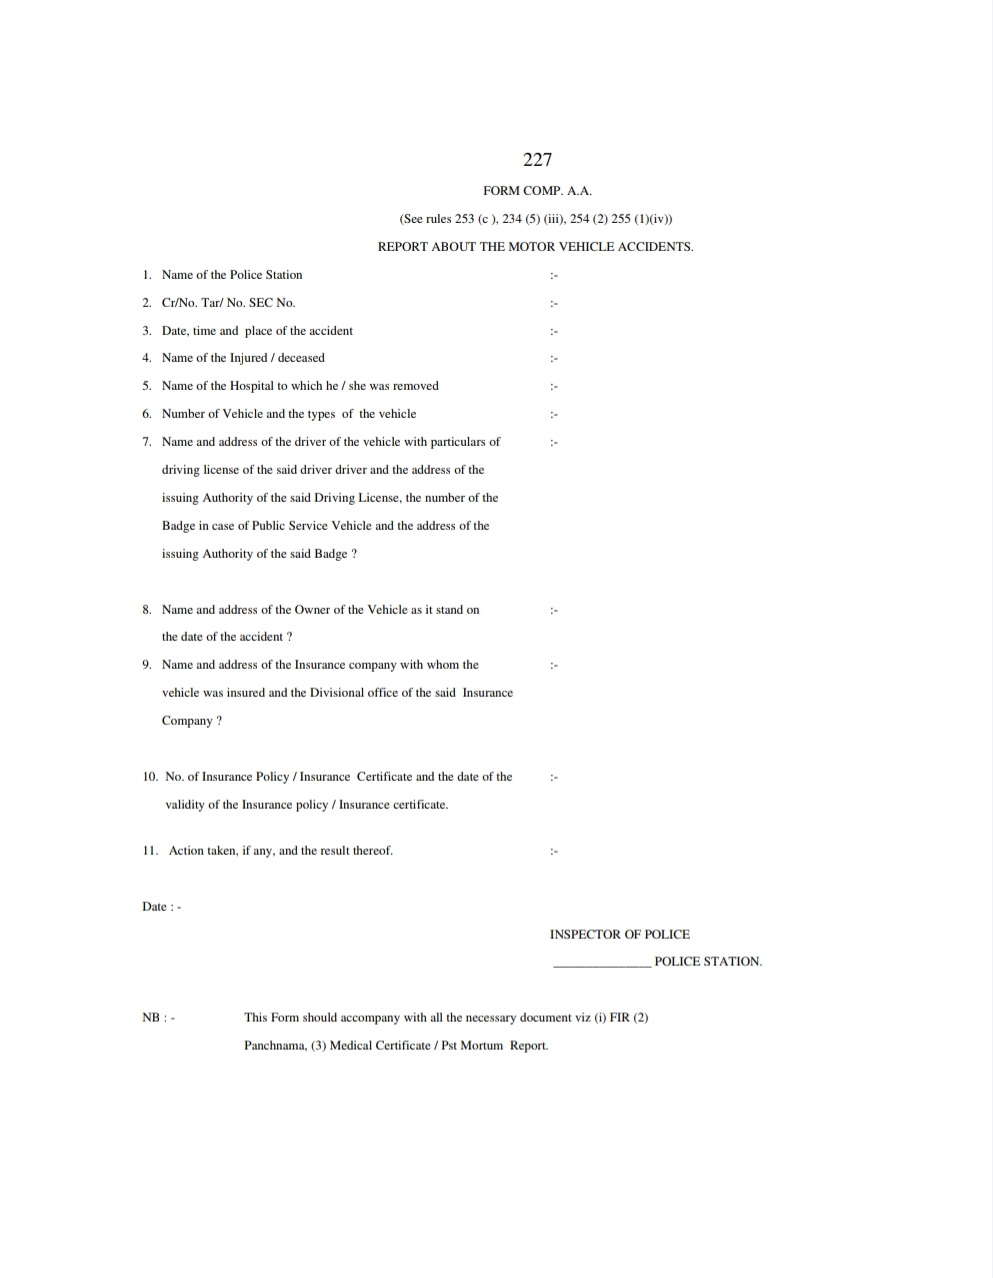 227
FORM COMP. A.A.
(See rules 253 (c ), 234 (5) (iii), 254 (2) 255 (1)(iv))
REPORT ABOUT THE MOTOR VEHICLE ACCIDENTS.
1. Name of the Police Station :-
2. Cr/No. Tar/ No. SEC No. :-
3. Date, time and place of the accident :-
4. Name of the Injured / deceased :-
5. Name of the Hospital to which he / she was removed :-
6. Number of Vehicle and the types of the vehicle :-
7. Name and address of the driver of the vehicle with particulars of :-
driving license of the said driver driver and the address of the
issuing Authority of the said Driving License, the number of the
Badge in case of Public Service Vehicle and the address of the
issuing Authority of the said Badge ?
8. Name and address of the Owner of the Vehicle as it stand on :-
the date of the accident ?
9. Name and address of the Insurance company with whom the :-
vehicle was insured and the Divisional office of the said Insurance
Company ?
10. No. of Insurance Policy / Insurance Certificate and the date of the :-
validity of the Insurance policy / Insurance certificate.
11. Action taken, if any, and the result thereof. :-
Date : -
INSPECTOR OF POLICE
_______________ POLICE STATION.
NB : - This Form should accompany with all the necessary document viz (i) FIR (2)
Panchnama, (3) Medical Certificate / Pst Mortum Report.